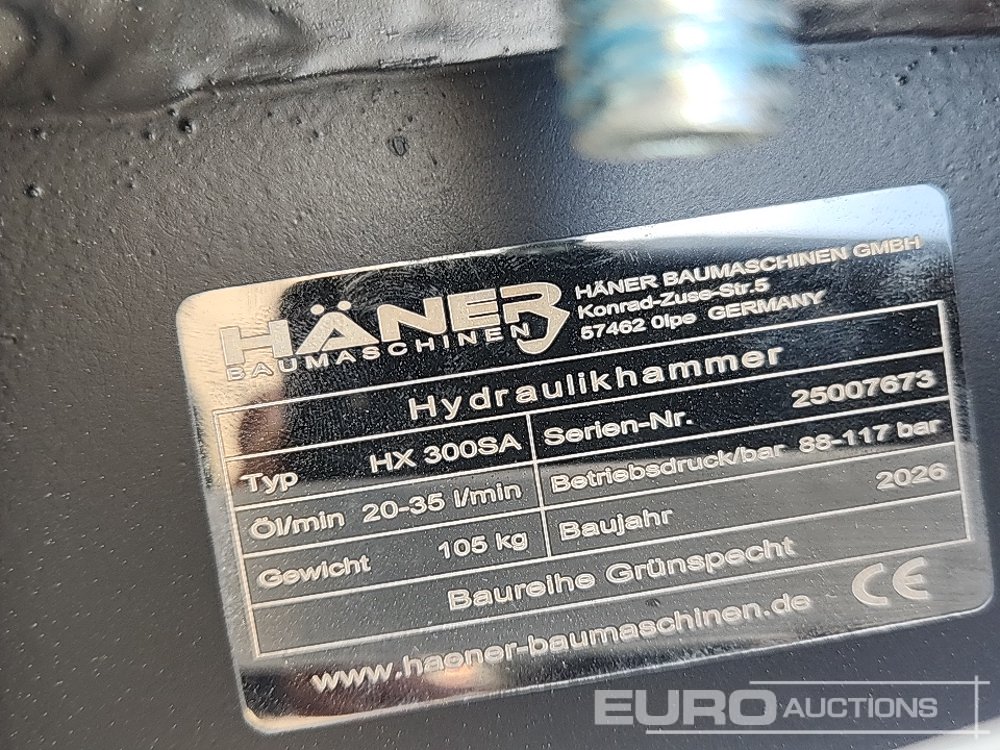 HÄNER
BAUMASCHINEN
HÄNER BAUMASCHINEN GMBH
Konrad-Zuse-Str.5
57462 Olpe GERMANY
Hydraulikhammer
Typ HX 300SA Serien-Nr. 25007673
Öl/min 20-35 l/min Betriebsdruck/bar 88-117 bar
Gewicht 105 kg Baujahr 2026
Baureihe Grünspecht
www.haener-baumaschinen.de CE
EURO AUCTIONS